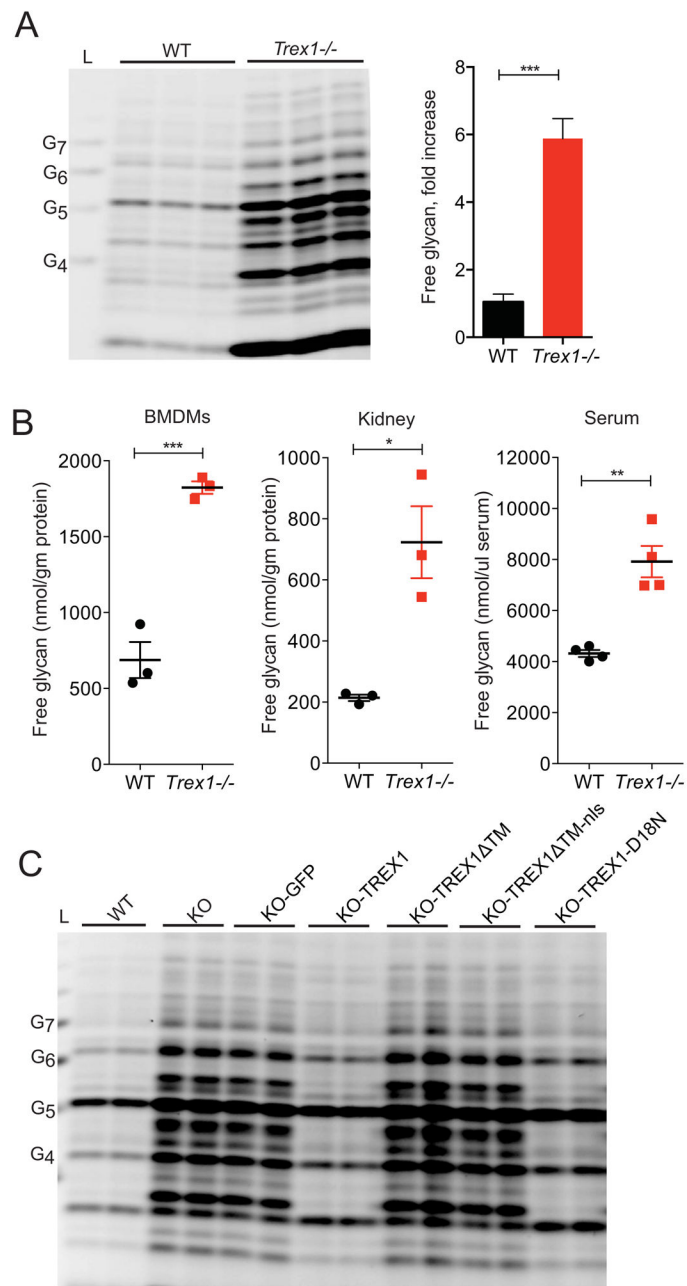 A
WT
Trex1-/-
L
G7
G6
G5
G4
Free glycan, fold increase
8
6
4
2
0
***
WT
Trex1-/-
B
BMDMs
Free glycan (nmol/gm protein)
2000
1500
1000
500
0
***
WT
Trex1-/-
Kidney
Free glycan (nmol/gm protein)
1000
800
600
400
200
0
*
WT
Trex1-/-
Serum
Free glycan (nmol/ul serum)
12000
10000
8000
6000
4000
2000
0
**
WT
Trex1-/-
C
L
WT
KO
KO-GFP
KO-TREX1
KO-TREX1ΔTM
KO-TREX1ΔTM-nls
KO-TREX1-D18N
G7
G6
G5
G4